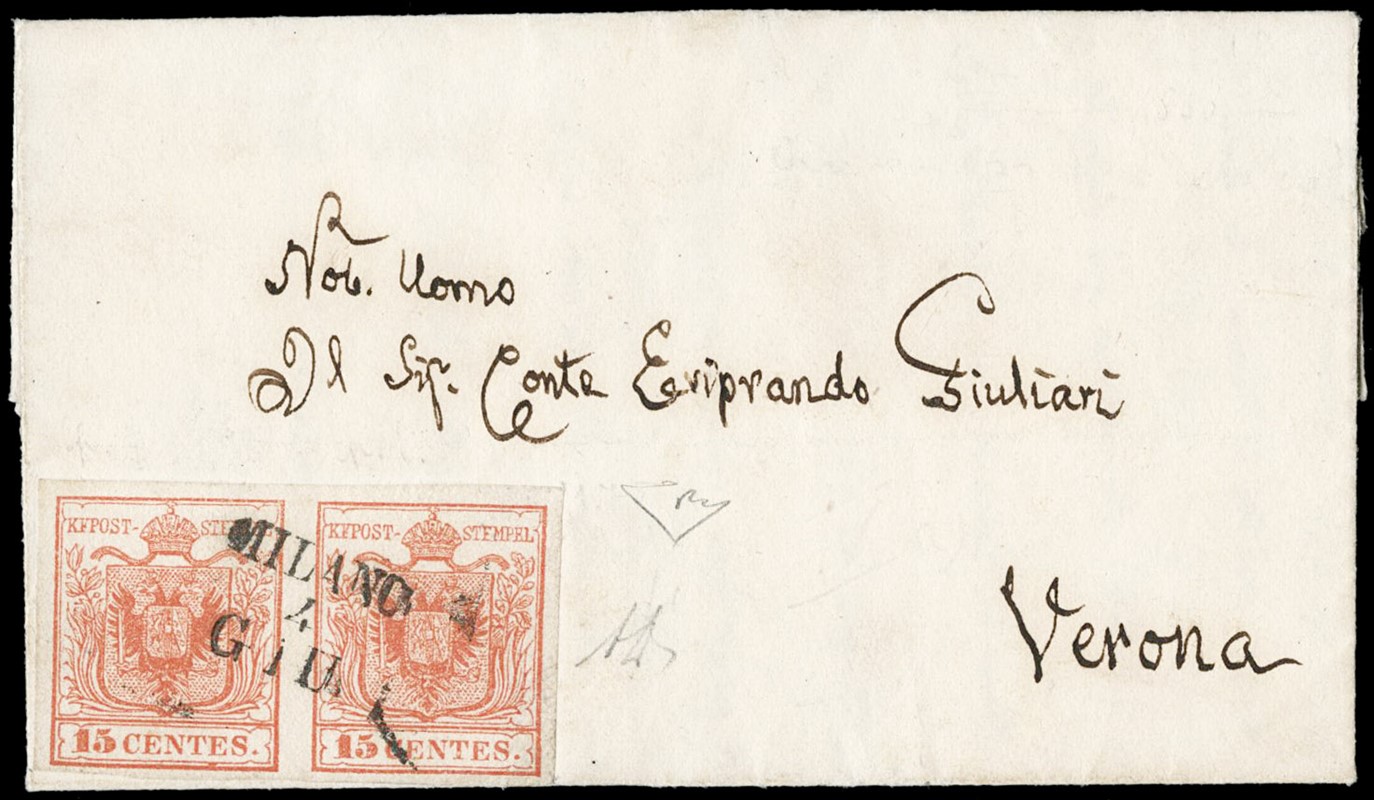 Nob. Uomo
Il Sig. Conte Eriprando Giuliari
Verona
KKPOST-STEMPEL
15 CENTES.
KKPOST-STEMPEL
15 CENTES.
MILANO
4
GIU.